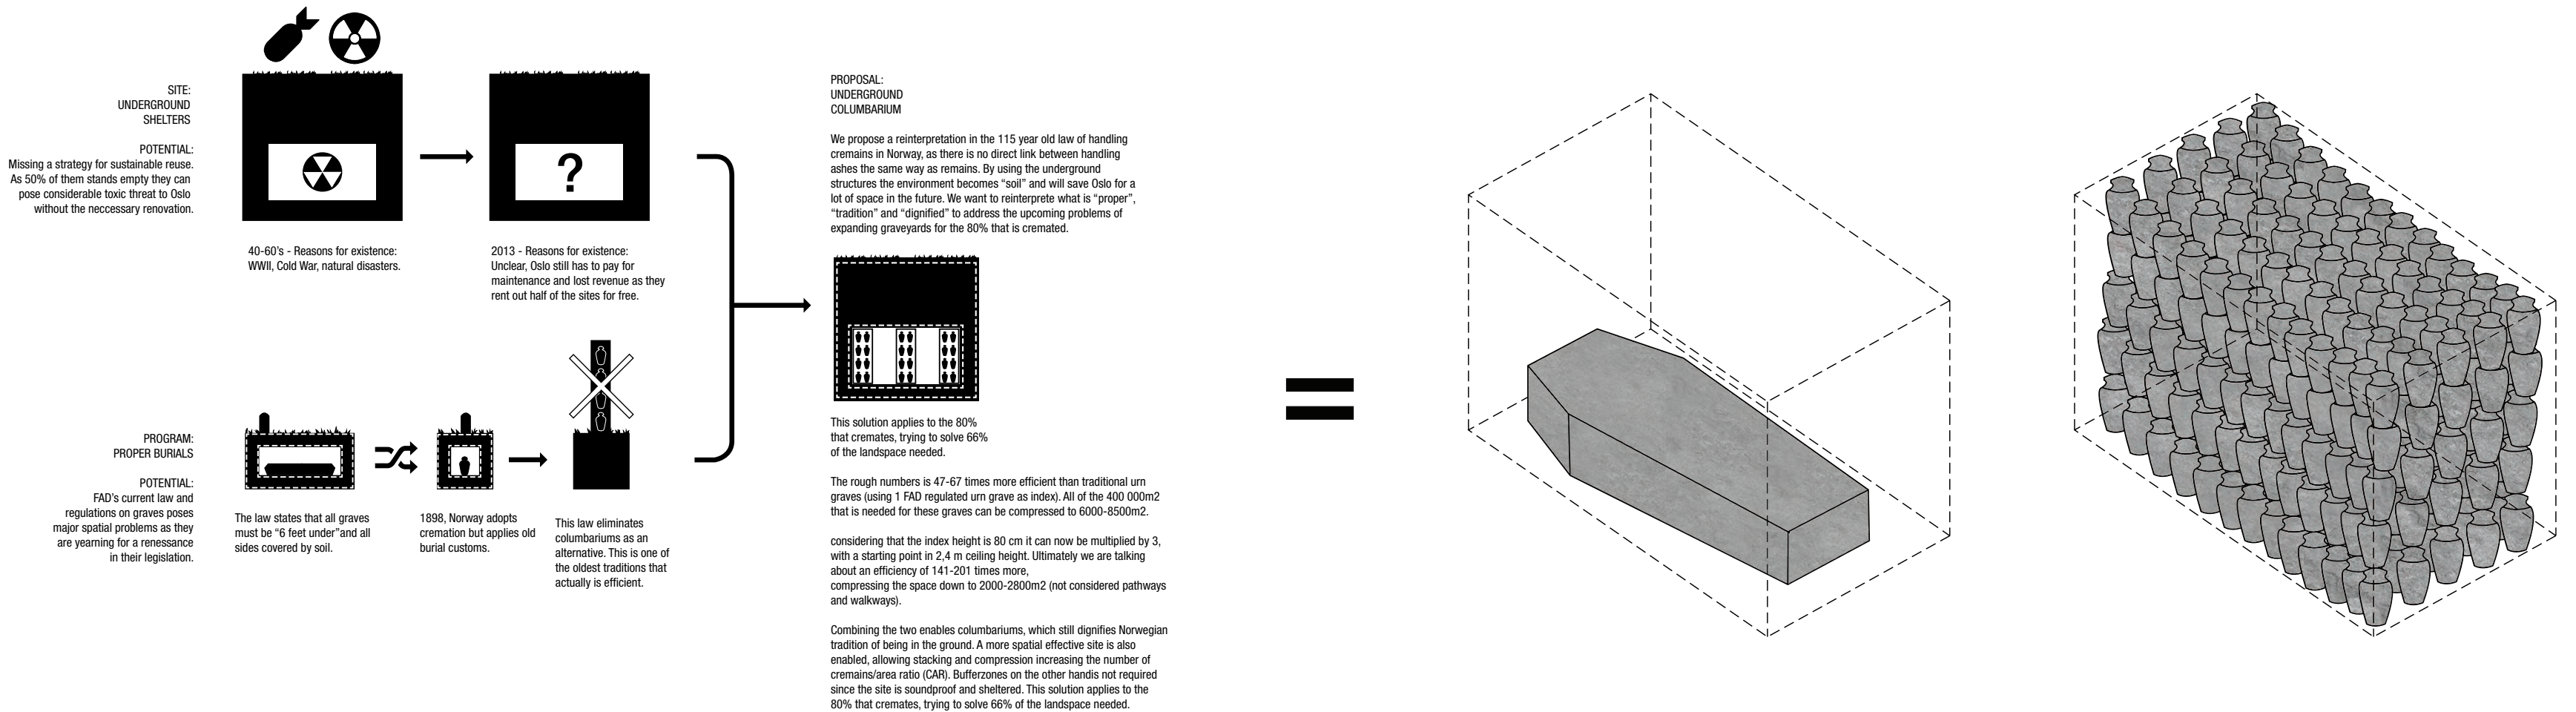 SITE:
UNDERGROUND
SHELTERS
POTENTIAL:
Missing a strategy for sustainable reuse.
As 50% of them stands empty they can
pose considerable toxic threat to Oslo
without the neccessary renovation.
40-60's - Reasons for existence:
WWII, Cold War, natural disasters.
?
2013 - Reasons for existence:
Unclear, Oslo still has to pay for
maintenance and lost revenue as they
rent out half of the sites for free.
PROGRAM:
PROPER BURIALS
POTENTIAL:
FAD's current law and
regulations on graves poses
major spatial problems as they
are yearning for a renessance
in their legislation.
The law states that all graves
must be “6 feet under”and all
sides covered by soil.
1898, Norway adopts
cremation but applies old
burial customs.
This law eliminates
columbariums as an
alternative. This is one of
the oldest traditions that
actually is efficient.
PROPOSAL:
UNDERGROUND
COLUMBARIUM
We propose a reinterpretation in the 115 year old law of handling
cremains in Norway, as there is no direct link between handling
ashes the same way as remains. By using the underground
structures the environment becomes “soil” and will save Oslo for a
lot of space in the future. We want to reinterpret what is “proper”,
“tradition” and “dignified” to address the upcoming problems of
expanding graveyards for the 80% that is cremated.
This solution applies to the 80%
that cremates, trying to solve 66%
of the landspace needed.
The rough numbers is 47-67 times more efficient than traditional urn
graves (using 1 FAD regulated urn grave as index). All of the 400 000m2
that is needed for these graves can be compressed to 6000-8500m2.
considering that the index height is 80 cm it can now be multiplied by 3,
with a starting point in 2,4 m ceiling height. Ultimately we are talking
about an efficiency of 141-201 times more,
compressing the space down to 2000-2800m2 (not considered pathways
and walkways).
Combining the two enables columbariums, which still dignifies Norwegian
tradition of being in the ground. A more spatial effective site is also
enabled, allowing stacking and compression increasing the number of
cremains/area ratio (CAR). Bufferzones on the other handis not required
since the site is soundproof and sheltered. This solution applies to the
80% that cremates, trying to solve 66% of the landspace needed.
=